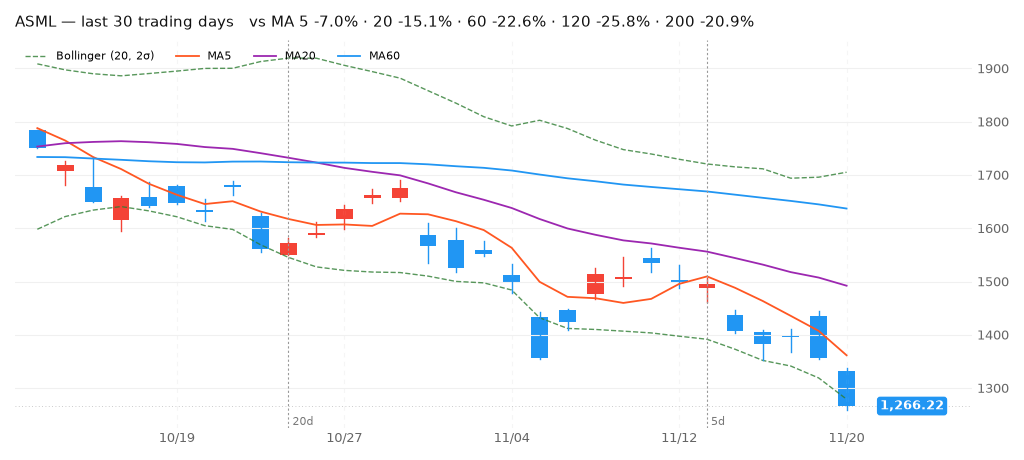 ASML — last 30 trading days   vs MA 5 -7.0% · 20 -15.1% · 60 -22.6% · 120 -25.8% · 200 -20.9%
Bollinger (20, 2σ)   MA5   MA20   MA60
1900
1800
1700
1600
1500
1400
1300
1,266.22
20d   5d
10/19   10/27   11/04   11/12   11/20